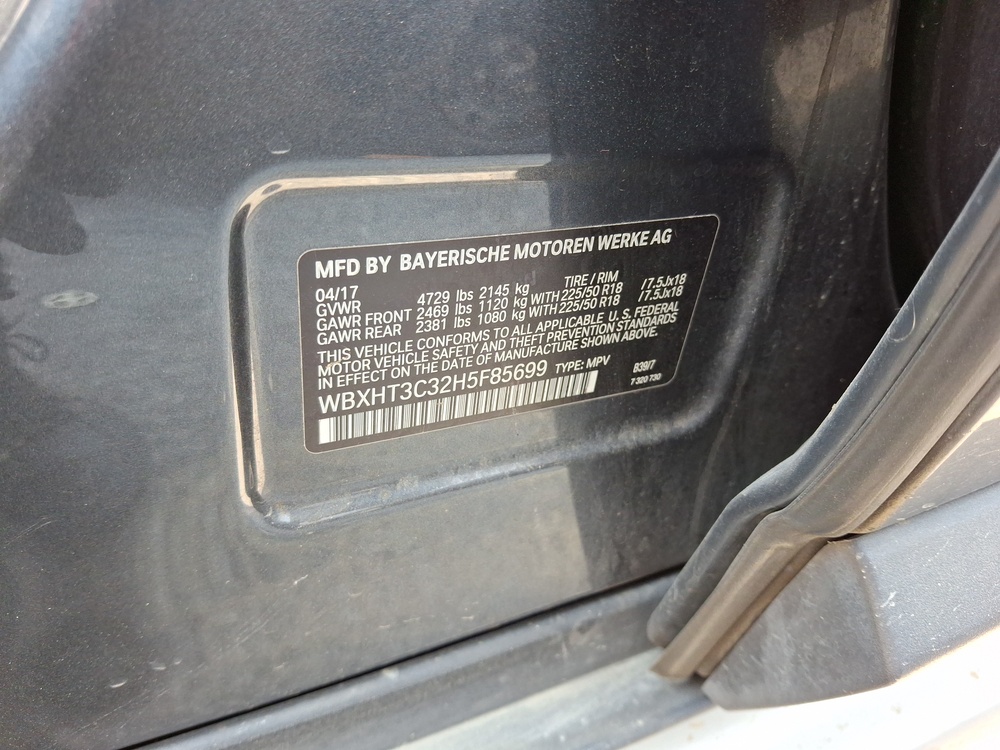 MFD BY BAYERISCHE MOTOREN WERKE AG
04/17 TIRE / RIM
GVWR 4729 lbs 2145 kg
GAWR FRONT 2469 lbs 1120 kg WITH 225/50 R18 /7.5Jx18
GAWR REAR 2381 lbs 1080 kg WITH 225/50 R18 /7.5Jx18
THIS VEHICLE CONFORMS TO ALL APPLICABLE U. S. FEDERAL
MOTOR VEHICLE SAFETY AND THEFT PREVENTION STANDARDS
IN EFFECT ON THE DATE OF MANUFACTURE SHOWN ABOVE.
WBXHT3C32H5F85699 TYPE: MPV B39/7
7 320 730